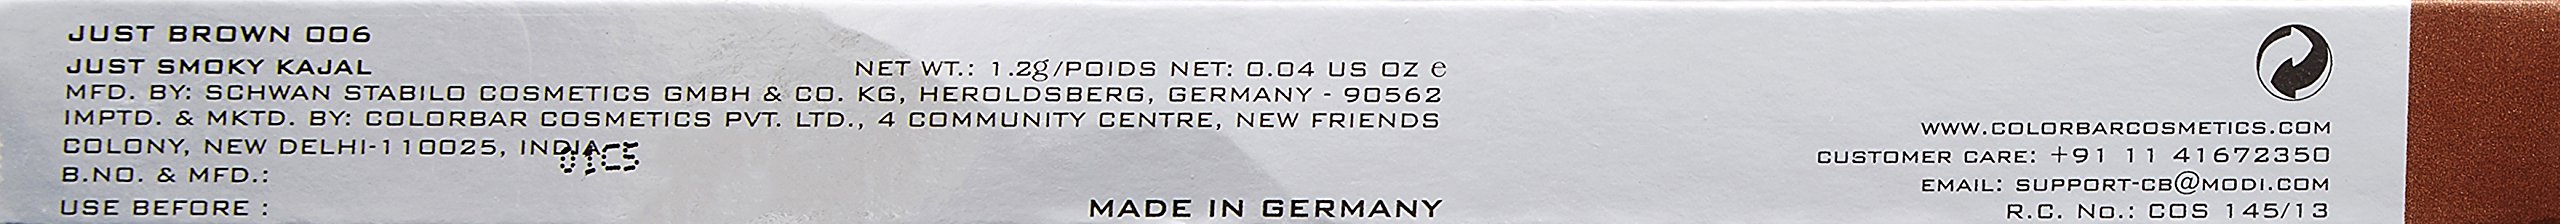 JUST BROWN 006
JUST SMOKY KAJAL
NET WT.: 1.2g/POIDS NET: 0.04 US OZ e
MFD. BY: SCHWAN STABILO COSMETICS GMBH & CO. KG, HEROLDSBERG, GERMANY - 90562
IMPTD. & MKTD. BY: COLORBAR COSMETICS PVT. LTD., 4 COMMUNITY CENTRE, NEW FRIENDS
COLONY, NEW DELHI-110025, INDIA
01C5
B.NO. & MFD.:
USE BEFORE :
MADE IN GERMANY
WWW.COLORBARCOSMETICS.COM
CUSTOMER CARE: +91 11 41672350
EMAIL: SUPPORT-CB@MODI.COM
R.C. No.: COS 145/13